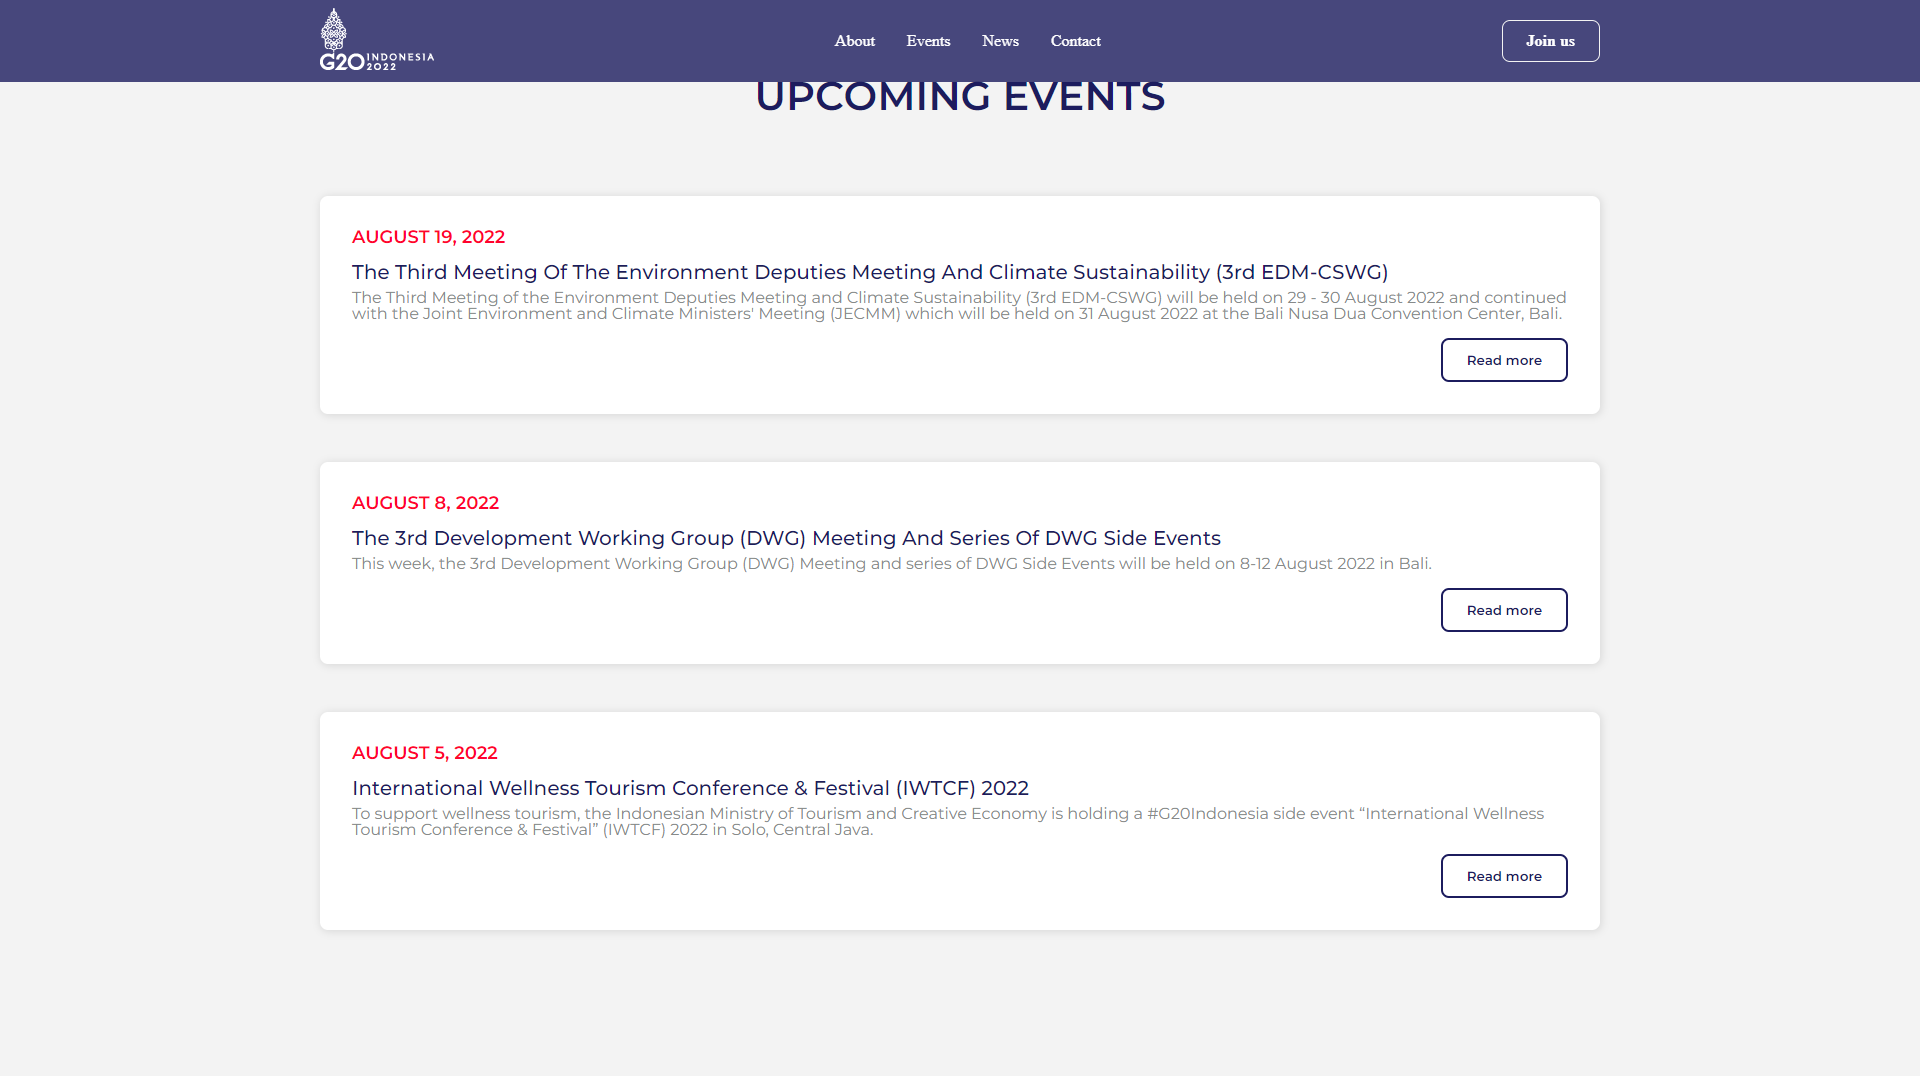 G20 INDONESIA 2022
About
Events
News
Contact
Join us
UPCOMING EVENTS
AUGUST 19, 2022
The Third Meeting Of The Environment Deputies Meeting And Climate Sustainability (3rd EDM-CSWG)
The Third Meeting of the Environment Deputies Meeting and Climate Sustainability (3rd EDM-CSWG) will be held on 29 - 30 August 2022 and continued
with the Joint Environment and Climate Ministers' Meeting (JECMM) which will be held on 31 August 2022 at the Bali Nusa Dua Convention Center, Bali.
Read more
AUGUST 8, 2022
The 3rd Development Working Group (DWG) Meeting And Series Of DWG Side Events
This week, the 3rd Development Working Group (DWG) Meeting and series of DWG Side Events will be held on 8-12 August 2022 in Bali.
Read more
AUGUST 5, 2022
International Wellness Tourism Conference & Festival (IWTCF) 2022
To support wellness tourism, the Indonesian Ministry of Tourism and Creative Economy is holding a #G20Indonesia side event “International Wellness
Tourism Conference & Festival” (IWTCF) 2022 in Solo, Central Java.
Read more